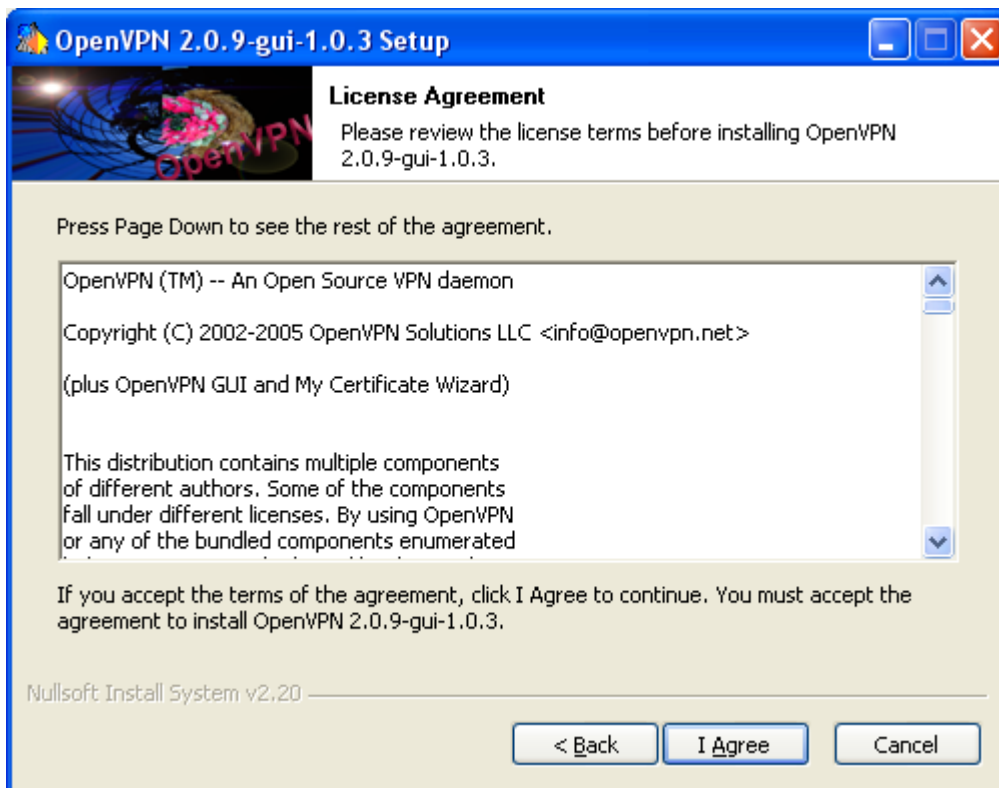 OpenVPN 2.0.9-gui-1.0.3 Setup
OpenVPN
License Agreement
Please review the license terms before installing OpenVPN
2.0.9-gui-1.0.3.
Press Page Down to see the rest of the agreement.
OpenVPN (TM) -- An Open Source VPN daemon
Copyright (C) 2002-2005 OpenVPN Solutions LLC <info@openvpn.net>
(plus OpenVPN GUI and My Certificate Wizard)
This distribution contains multiple components
of different authors. Some of the components
fall under different licenses. By using OpenVPN
or any of the bundled components enumerated
If you accept the terms of the agreement, click I Agree to continue. You must accept the
agreement to install OpenVPN 2.0.9-gui-1.0.3.
Nullsoft Install System v2.20
< Back
I Agree
Cancel